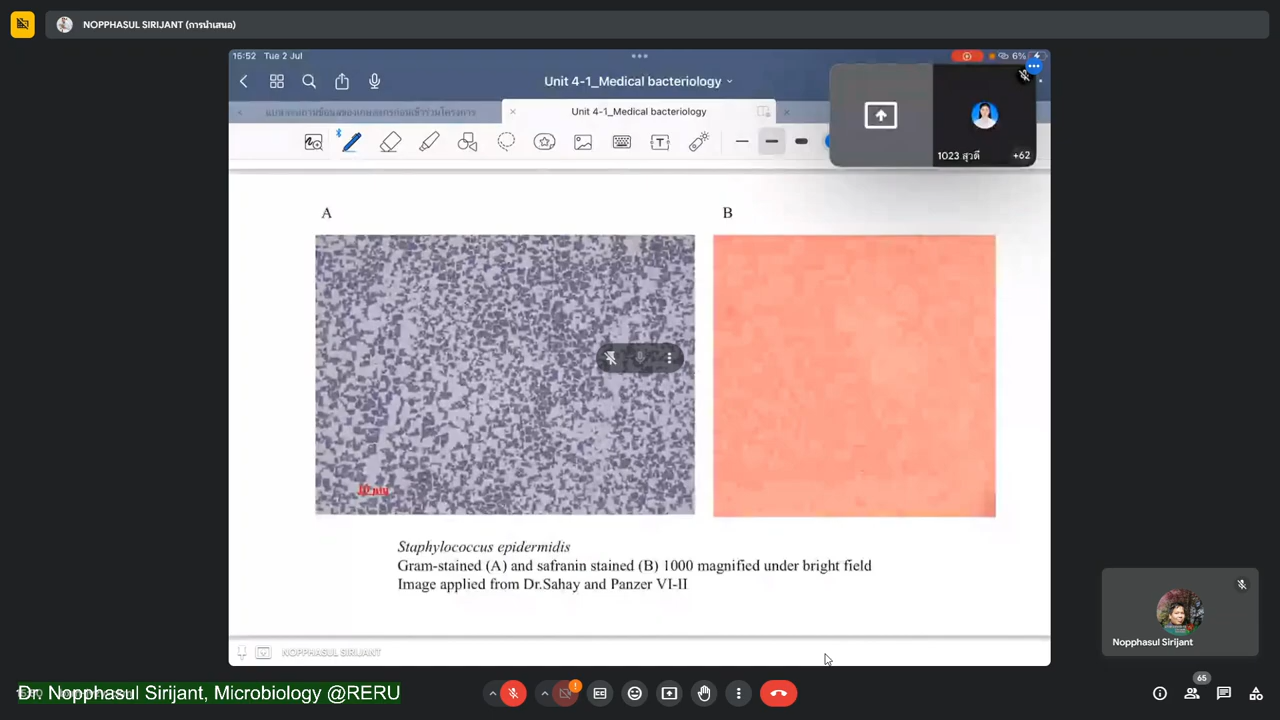 NOPPHASUL SIRIJANT (การนำเสนอ)
16:52 Tue 2 Jul
6%
Unit 4-1_Medical bacteriology
Unit 4-1_Medical bacteriology
1023 สุวดี
+62
A
B
10 μm
Staphylococcus epidermidis
Gram-stained (A) and safranin stained (B) 1000 magnified under bright field
Image applied from Dr.Sahay and Panzer VI-II
NOPPHASUL SIRIJANT
Nopphasul Sirijant
Dr. Nopphasul Sirijant, Microbiology @RERU
65